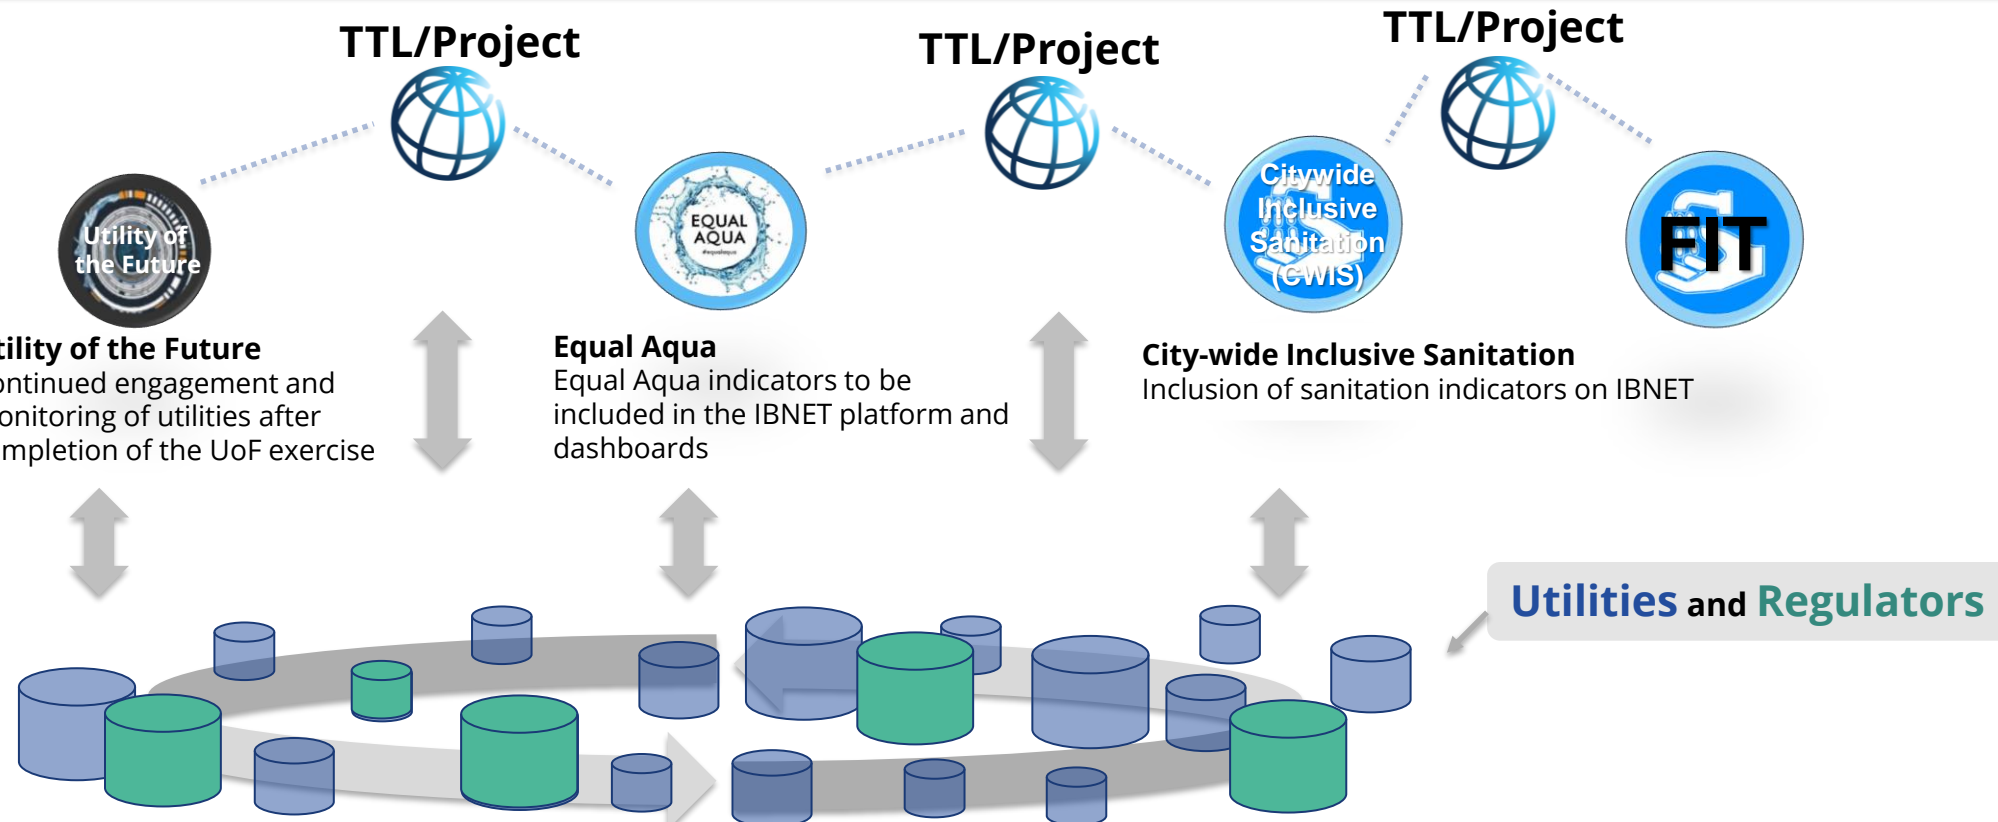 TTL/Project
TTL/Project
TTL/Project
Utility of
the Future
EQUAL
AQUA
Citywide
Inclusive
Sanitation
(CWIS)
FIT
tility of the Future
ontinued engagement and
onitoring of utilities after
mpletion of the UoF exercise
Equal Aqua
Equal Aqua indicators to be
included in the IBNET platform and
dashboards
City-wide Inclusive Sanitation
Inclusion of sanitation indicators on IBNET
Utilities and Regulators